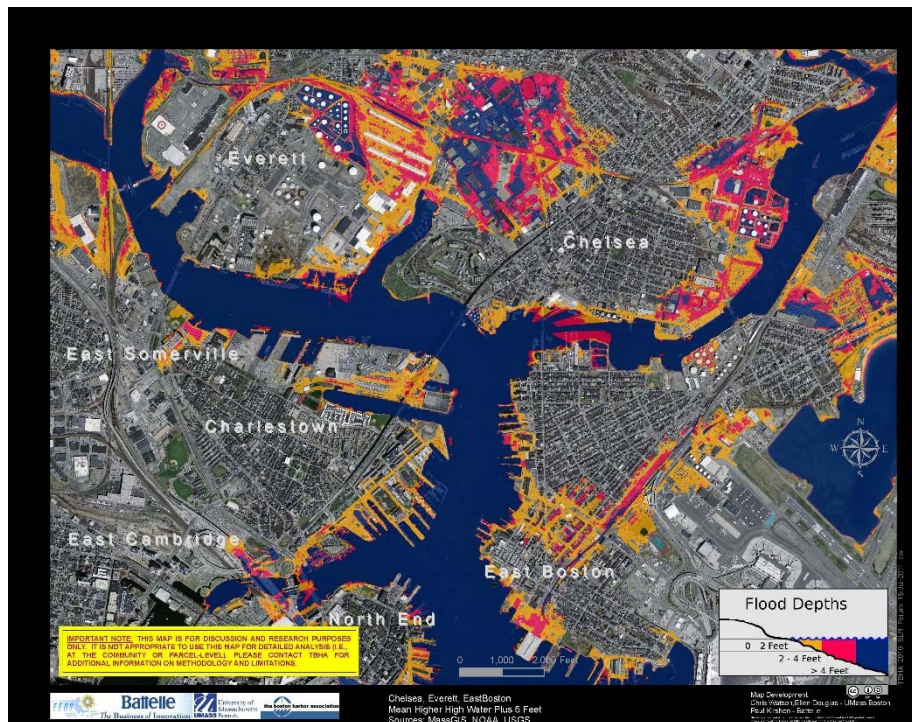 Everett
Chelsea
East Somerville
Charlestown
East Cambridge
East Boston
North End
N
W E
S
Flood Depths
0 2 Feet
2 - 4 Feet
> 4 Feet
IMPORTANT NOTE: THIS MAP IS FOR DISCUSSION AND RESEARCH PURPOSES
ONLY. IT IS NOT APPROPRIATE TO USE THIS MAP FOR DETAILED ANALYSIS (I.E.,
AT THE COMMUNITY OR PARCEL-LEVEL). PLEASE CONTACT TBHA FOR
ADDITIONAL INFORMATION ON METHODOLOGY AND LIMITATIONS.
0 1,000 2,000 Feet
Battelle
The Business of Innovation
UMASS
University of
Massachusetts
Boston
the boston harbor association
Chelsea, Everett, EastBoston
Mean Higher High Water Plus 5 Feet
Sources: MassGIS, NOAA, USGS
Map Development
Chris Watson,Ellen Douglas - UMass Boston
Paul Kirshen - Battelle